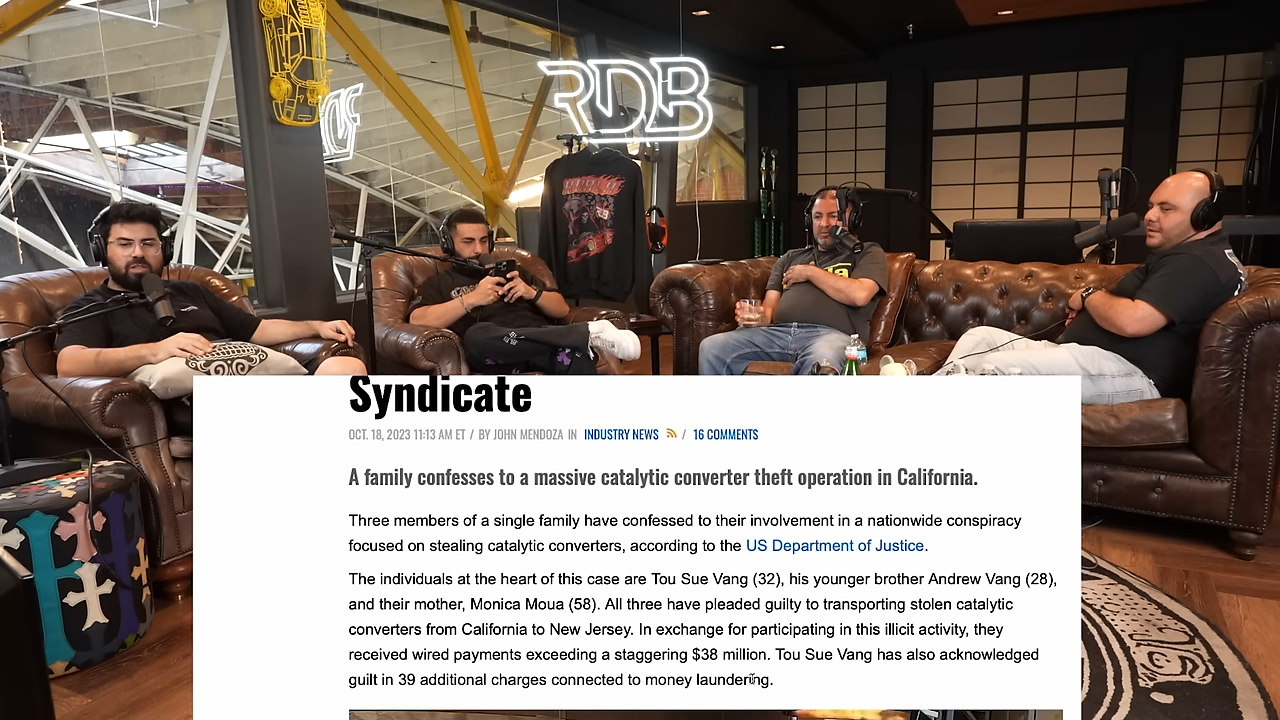 RDB
Syndicate
OCT. 18, 2023 11:13 AM ET / BY JOHN MENDOZA IN INDUSTRY NEWS / 16 COMMENTS
A family confesses to a massive catalytic converter theft operation in California.
Three members of a single family have confessed to their involvement in a nationwide conspiracy
focused on stealing catalytic converters, according to the US Department of Justice.
The individuals at the heart of this case are Tou Sue Vang (32), his younger brother Andrew Vang (28),
and their mother, Monica Moua (58). All three have pleaded guilty to transporting stolen catalytic
converters from California to New Jersey. In exchange for participating in this illicit activity, they
received wired payments exceeding a staggering $38 million. Tou Sue Vang has also acknowledged
guilt in 39 additional charges connected to money laundering.